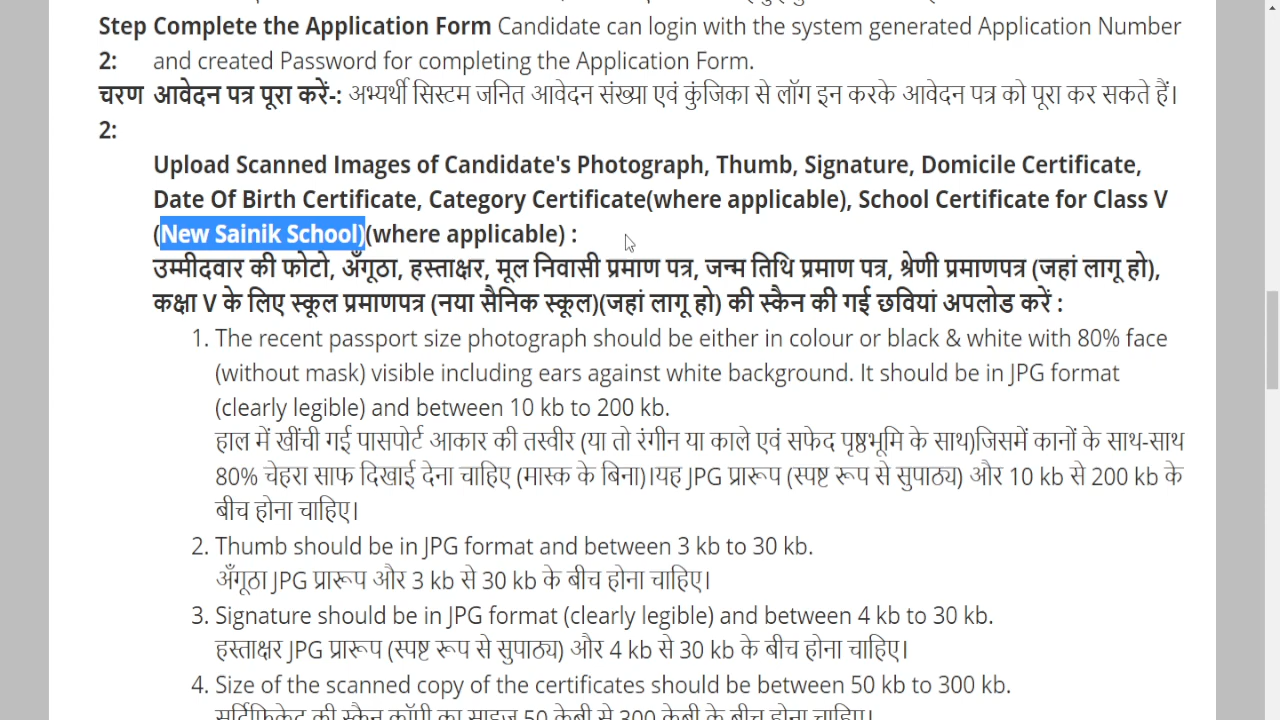 Step Complete the Application Form Candidate can login with the system generated Application Number
2: and created Password for completing the Application Form.
चरण आवेदन पत्र पूरा करें-: अभ्यर्थी सिस्टम जनित आवेदन संख्या एवं कुंजिका से लॉग इन करके आवेदन पत्र को पूरा कर सकते हैं।
2:
Upload Scanned Images of Candidate's Photograph, Thumb, Signature, Domicile Certificate,
Date Of Birth Certificate, Category Certificate(where applicable), School Certificate for Class V
(New Sainik School)(where applicable) :
उम्मीदवार की फोटो, अँगूठा, हस्ताक्षर, मूल निवासी प्रमाण पत्र, जन्म तिथि प्रमाण पत्र, श्रेणी प्रमाणपत्र (जहां लागू हो),
कक्षा V के लिए स्कूल प्रमाणपत्र (नया सैनिक स्कूल)(जहां लागू हो) की स्कैन की गई छवियां अपलोड करें :
1. The recent passport size photograph should be either in colour or black & white with 80% face
(without mask) visible including ears against white background. It should be in JPG format
(clearly legible) and between 10 kb to 200 kb.
हाल में खींची गई पासपोर्ट आकार की तस्वीर (या तो रंगीन या काले एवं सफेद पृष्ठभूमि के साथ)जिसमें कानों के साथ-साथ
80% चेहरा साफ दिखाई देना चाहिए (मास्क के बिना)।यह JPG प्रारूप (स्पष्ट रूप से सुपाठ्य) और 10 kb से 200 kb के
बीच होना चाहिए।
2. Thumb should be in JPG format and between 3 kb to 30 kb.
अँगूठा JPG प्रारूप और 3 kb से 30 kb के बीच होना चाहिए।
3. Signature should be in JPG format (clearly legible) and between 4 kb to 30 kb.
हस्ताक्षर JPG प्रारूप (स्पष्ट रूप से सुपाठ्य) और 4 kb से 30 kb के बीच होना चाहिए।
4. Size of the scanned copy of the certificates should be between 50 kb to 300 kb.
सर्टिफिकेट की स्कैन कॉपी का साइज 50 केबी से 300 केबी के बीच होना चाहिए।